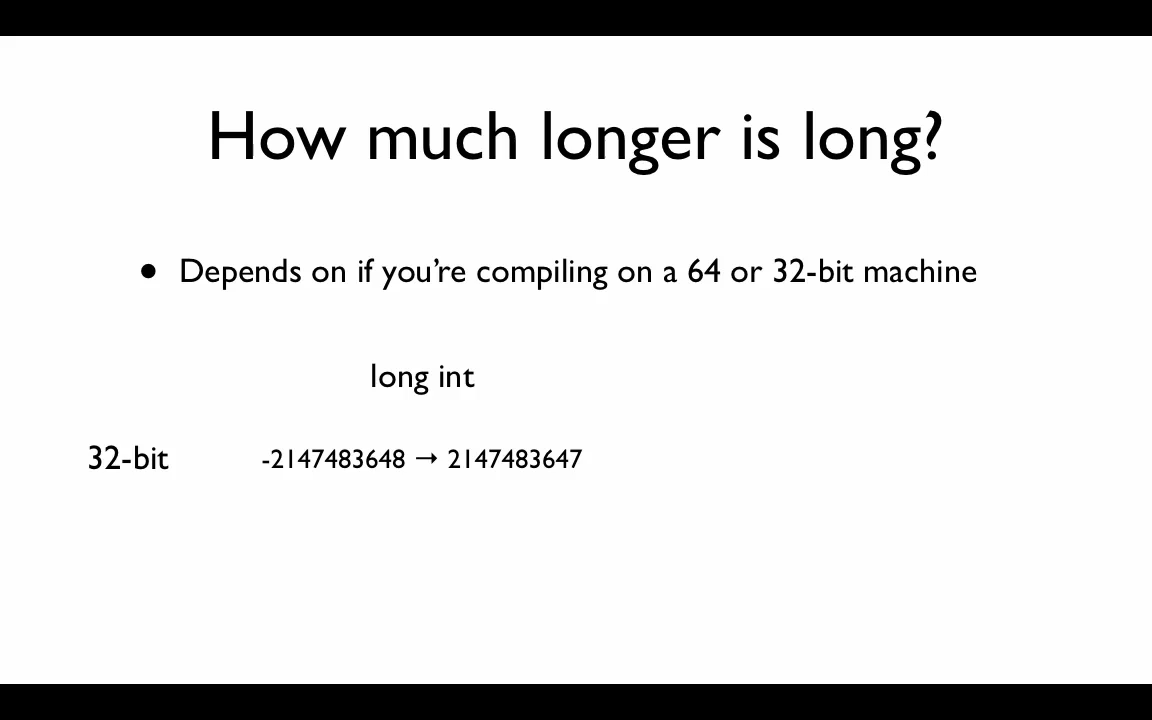 How much longer is long?
• Depends on if you’re compiling on a 64 or 32-bit machine
long int
32-bit -2147483648 → 2147483647